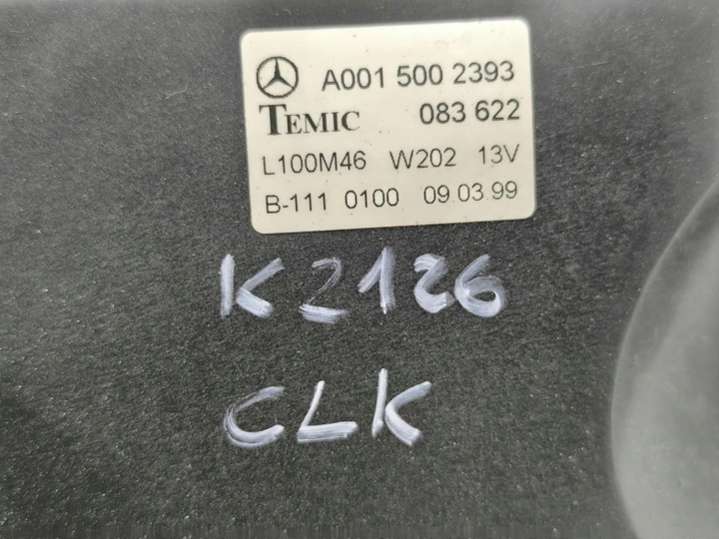 A001 500 2393
TEMIC 083 622
L100M46 W202 13V
B-111 0100 09.03.99
K2126
CLK